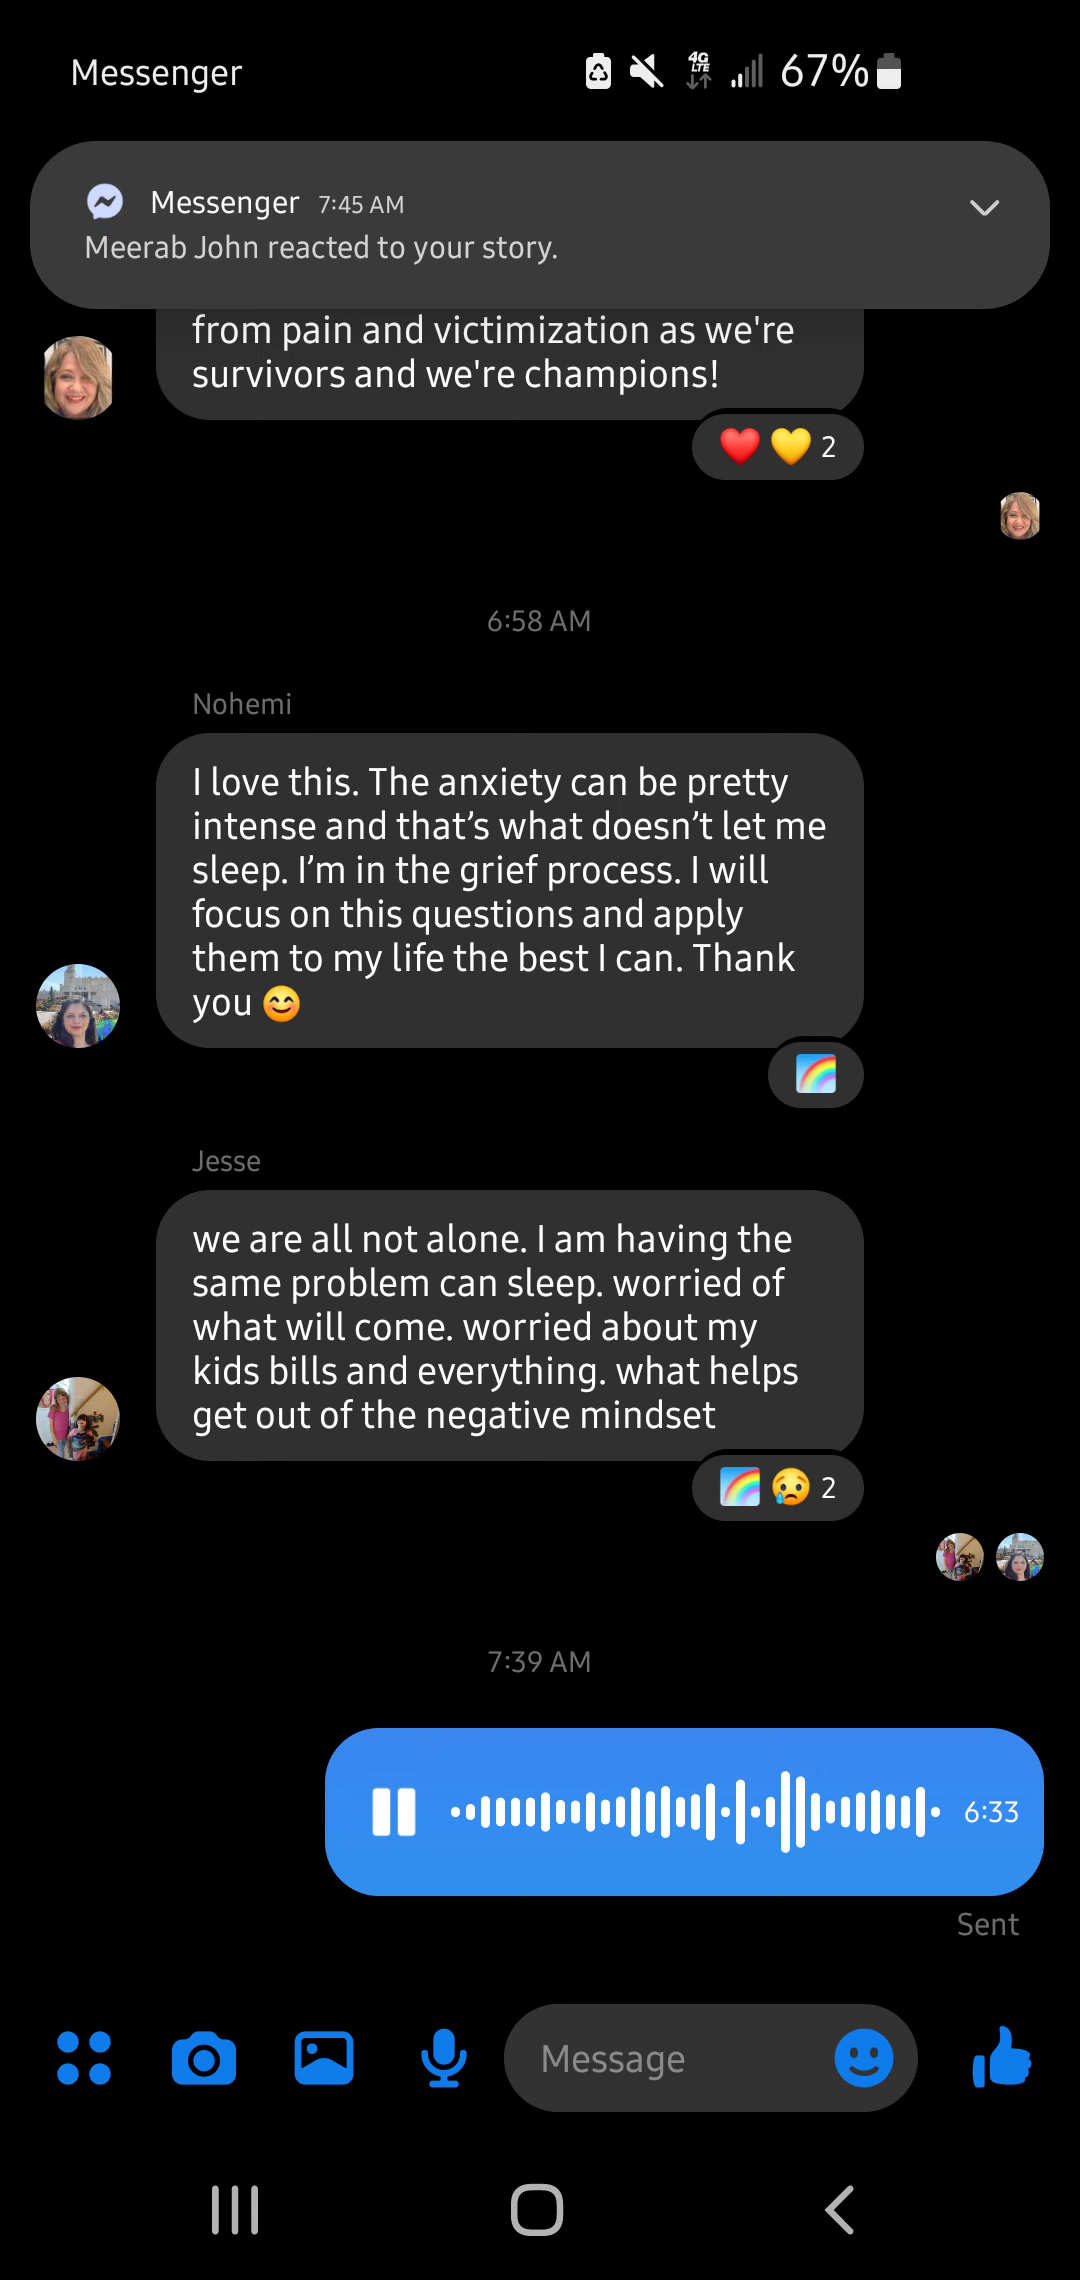 Messenger
4G
LTE
67%
Messenger 7:45 AM
Meerab John reacted to your story.
from pain and victimization as we're
survivors and we're champions!
2
6:58 AM
Nohemi
I love this. The anxiety can be pretty
intense and that’s what doesn’t let me
sleep. I’m in the grief process. I will
focus on this questions and apply
them to my life the best I can. Thank
you 😊
Jesse
we are all not alone. I am having the
same problem can sleep. worried of
what will come. worried about my
kids bills and everything. what helps
get out of the negative mindset
2
7:39 AM
6:33
Sent
Message